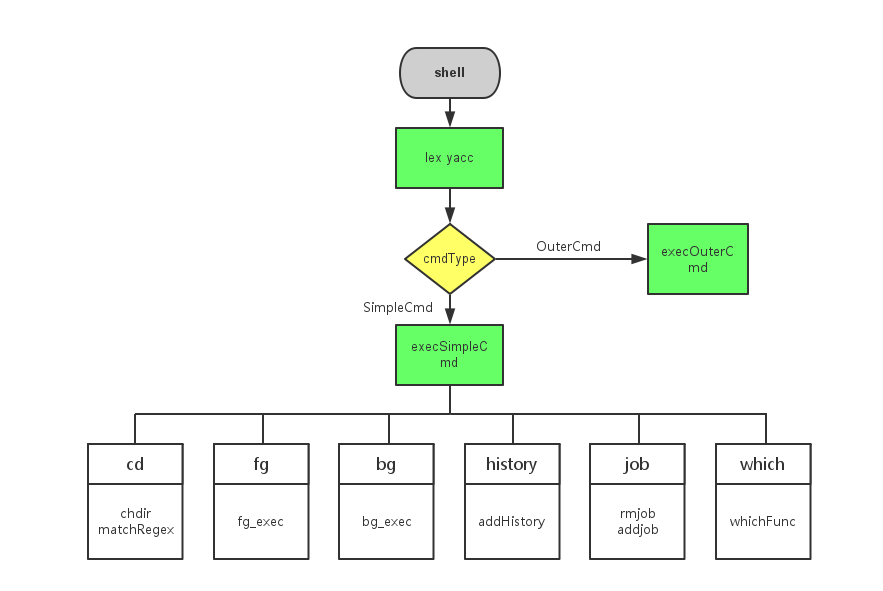 shell
lex yacc
cmdType
OuterCmd
execOuterC
md
SimpleCmd
execSimpleC
md
cd
chdir
matchRegex
fg
fg_exec
bg
bg_exec
history
addHistory
job
rmjob
addjob
which
whichFunc